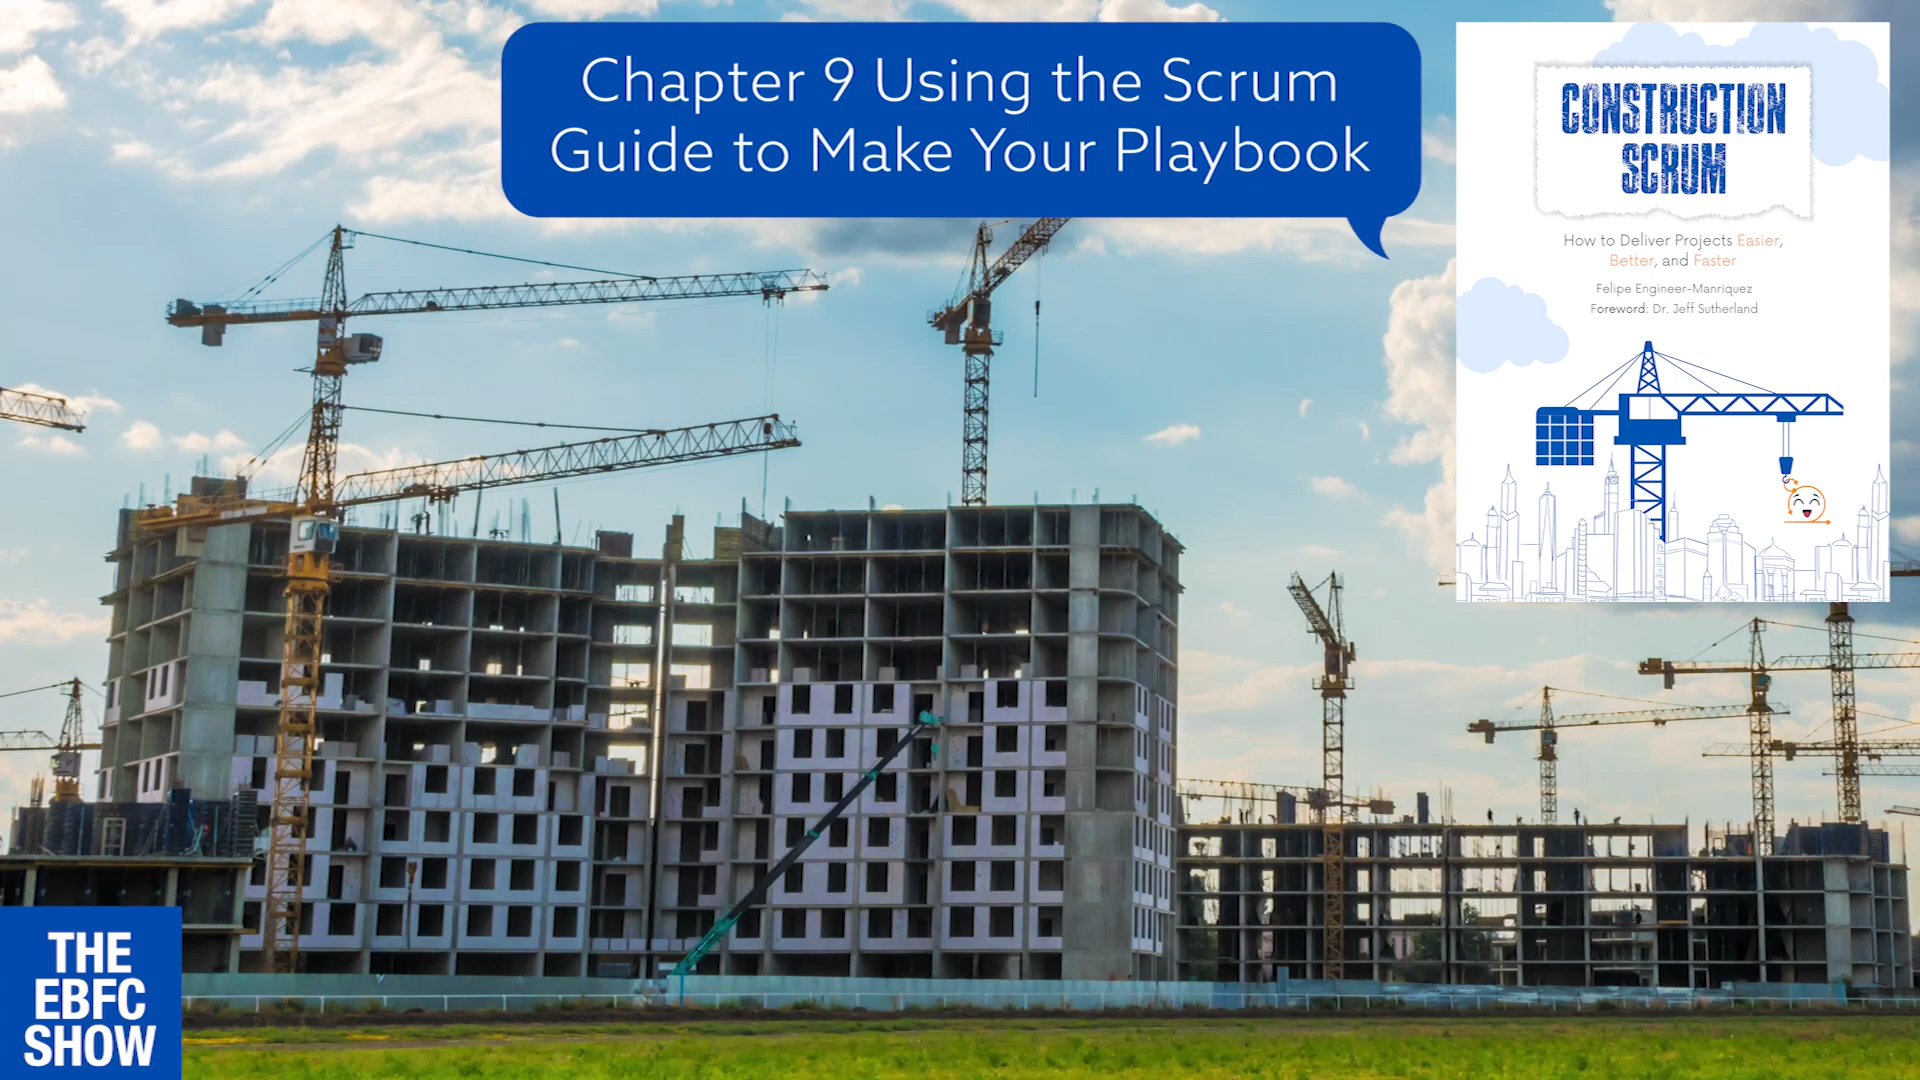 Chapter 9 Using the Scrum
Guide to Make Your Playbook
CONSTRUCTION
SCRUM
How to Deliver Projects Easier,
Better, and Faster
Felipe Engineer-Manriquez
Foreword: Dr. Jeff Sutherland
THE
EBFC
SHOW